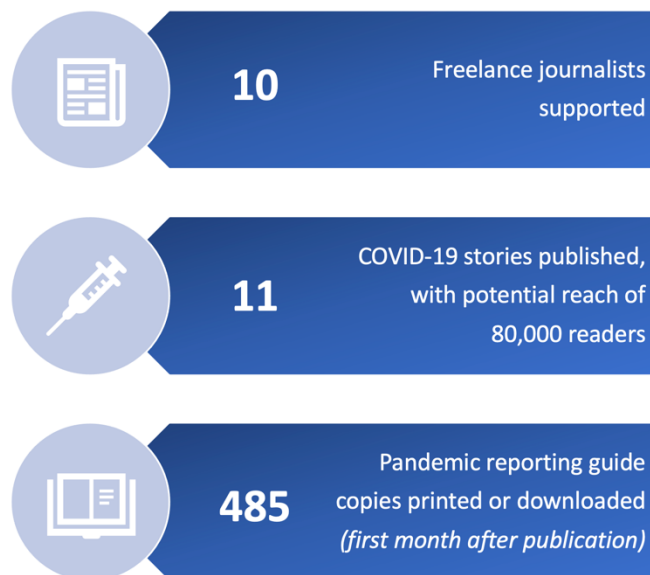 10
Freelance journalists
supported
11
COVID-19 stories published,
with potential reach of
80,000 readers
485
Pandemic reporting guide
copies printed or downloaded
(first month after publication)